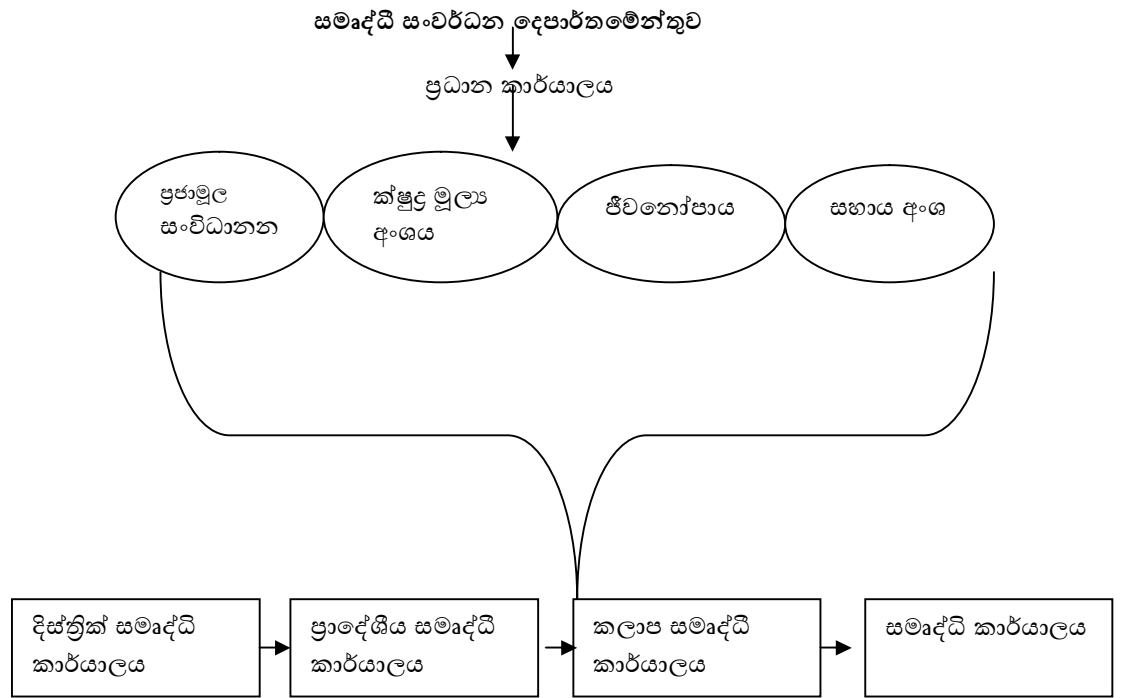 සමෘද්ධී සංවර්ධන දෙපාර්තමේන්තුව
ප්‍රධාන කාර්යාලය
ප්‍රජාමූල
සංවිධානන
ක්ෂුද්‍ර මූල්‍ය
අංශය
ජීවනෝපාය
සහාය අංශ
දිස්ත්‍රික් සමෘද්ධි
කාර්යාලය
ප්‍රාදේශීය සමෘද්ධී
කාර්යාලය
කලාප සමෘද්ධී
කාර්යාලය
සමෘද්ධි කාර්යාලය